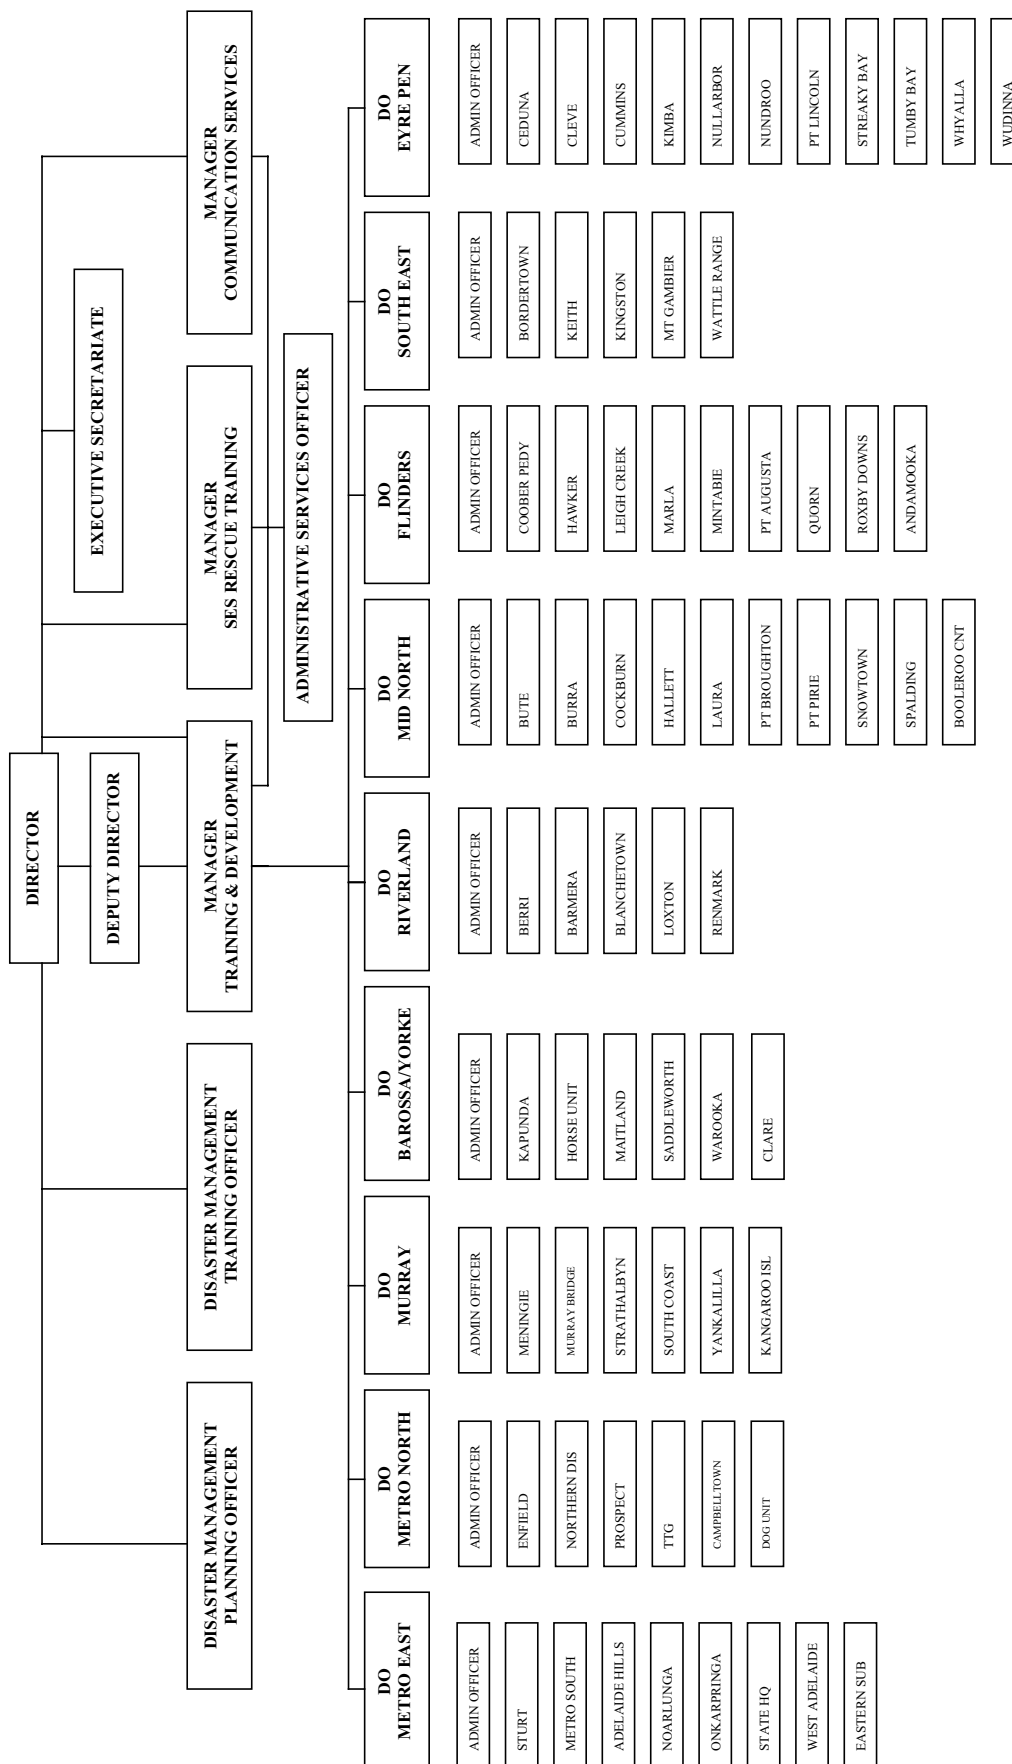 DIRECTOR
EXECUTIVE SECRETARIATE
DEPUTY DIRECTOR
DISASTER MANAGEMENT
PLANNING OFFICER
DISASTER MANAGEMENT
TRAINING OFFICER
MANAGER
TRAINING & DEVELOPMENT
MANAGER
SES RESCUE TRAINING
MANAGER
COMMUNICATION SERVICES
ADMINISTRATIVE SERVICES OFFICER
DO
METRO EAST
ADMIN OFFICER
STURT
METRO SOUTH
ADELAIDE HILLS
NOARLUNGA
ONKARPRINGA
STATE HQ
WEST ADELAIDE
EASTERN SUB
DO
METRO NORTH
ADMIN OFFICER
ENFIELD
NORTHERN DIS
PROSPECT
TTG
CAMPBELLTOWN
DOG UNIT
DO
MURRAY
ADMIN OFFICER
MENINGIE
MURRAY BRIDGE
STRATHALBYN
SOUTH COAST
YANKALILLA
KANGAROO ISL
DO
BAROSSA/YORKE
ADMIN OFFICER
KAPUNDA
HORSE UNIT
MAITLAND
SADDLEWORTH
WAROOKA
CLARE
DO
RIVERLAND
ADMIN OFFICER
BERRI
BARMERA
BLANCHETOWN
LOXTON
RENMARK
DO
MID NORTH
ADMIN OFFICER
BUTE
BURRA
COCKBURN
HALLETT
LAURA
PT BROUGHTON
PT PIRIE
SNOWTOWN
SPALDING
BOOLEROO CNT
DO
FLINDERS
ADMIN OFFICER
COOBER PEDY
HAWKER
LEIGH CREEK
MARLA
MINTABIE
PT AUGUSTA
QUORN
ROXBY DOWNS
ANDAMOOKA
DO
SOUTH EAST
ADMIN OFFICER
BORDERTOWN
KEITH
KINGSTON
MT GAMBIER
WATTLE RANGE
DO
EYRE PEN
ADMIN OFFICER
CEDUNA
CLEVE
CUMMINS
KIMBA
NULLARBOR
NUNDROO
PT LINCOLN
STREAKY BAY
TUMBY BAY
WHYALLA
WUDINNA